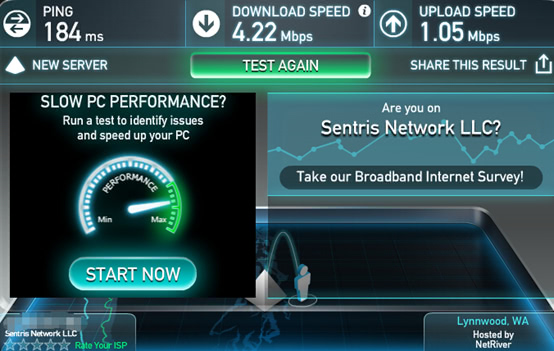 PING
184 ms
DOWNLOAD SPEED
4.22 Mbps
UPLOAD SPEED
1.05 Mbps
NEW SERVER
TEST AGAIN
SHARE THIS RESULT
SLOW PC PERFORMANCE?
Run a test to identify issues
and speed up your PC
PERFORMANCE
Min
Max
START NOW
Are you on
Sentris Network LLC?
Take our Broadband Internet Survey!
Sentris Network LLC
Rate Your ISP
Lynnwood, WA
Hosted by
NetRiver